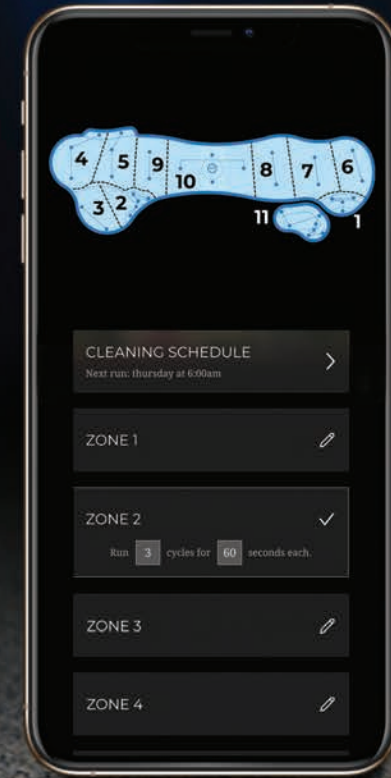 4 5 9 10 8 7 6
3 2 11 1
CLEANING SCHEDULE
Next run: thursday at 6:00am
ZONE 1
ZONE 2
Run 3 cycles for 60 seconds each.
ZONE 3
ZONE 4